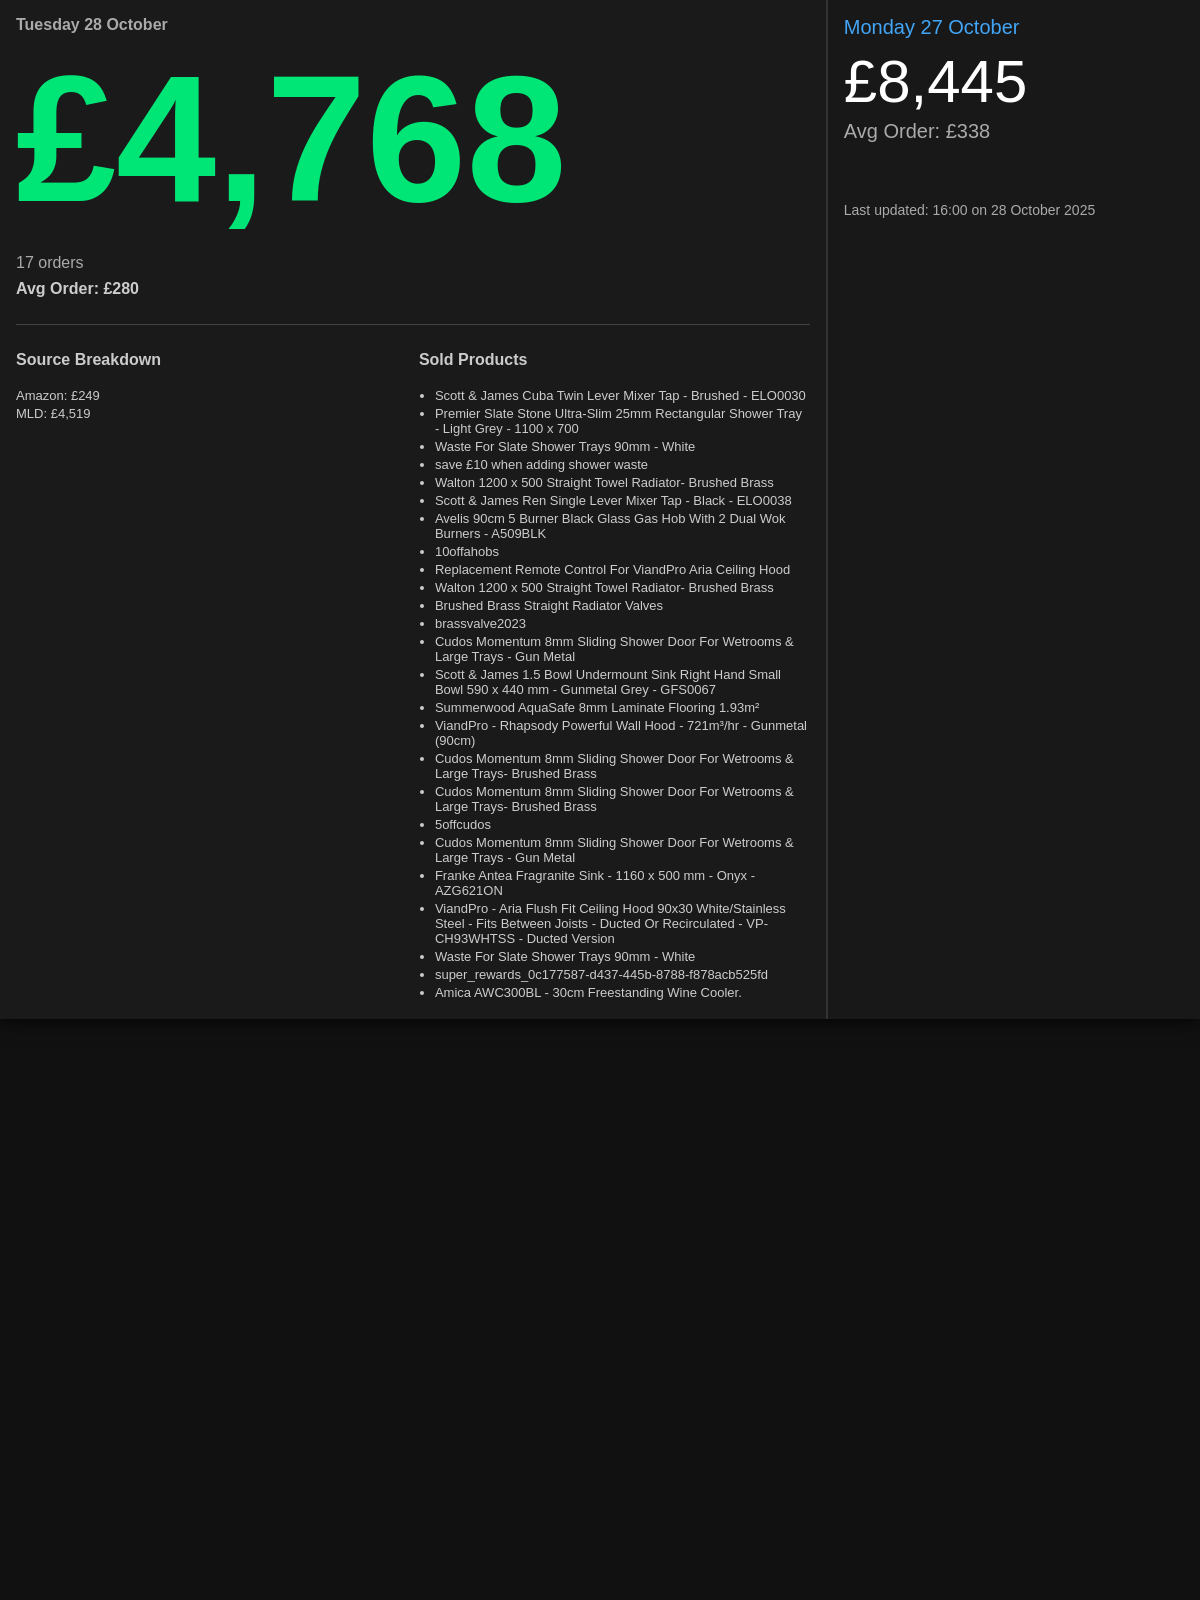 Tuesday 28 October
£4,768
17 orders
Avg Order: £280
Source Breakdown
Amazon: £249
MLD: £4,519
Sold Products
• Scott & James Cuba Twin Lever Mixer Tap - Brushed - ELO0030
• Premier Slate Stone Ultra-Slim 25mm Rectangular Shower Tray
- Light Grey - 1100 x 700
• Waste For Slate Shower Trays 90mm - White
• save £10 when adding shower waste
• Walton 1200 x 500 Straight Towel Radiator- Brushed Brass
• Scott & James Ren Single Lever Mixer Tap - Black - ELO0038
• Avelis 90cm 5 Burner Black Glass Gas Hob With 2 Dual Wok
Burners - A509BLK
• 10offahobs
• Replacement Remote Control For ViandPro Aria Ceiling Hood
• Walton 1200 x 500 Straight Towel Radiator- Brushed Brass
• Brushed Brass Straight Radiator Valves
• brassvalve2023
• Cudos Momentum 8mm Sliding Shower Door For Wetrooms &
Large Trays - Gun Metal
• Scott & James 1.5 Bowl Undermount Sink Right Hand Small
Bowl 590 x 440 mm - Gunmetal Grey - GFS0067
• Summerwood AquaSafe 8mm Laminate Flooring 1.93m²
• ViandPro - Rhapsody Powerful Wall Hood - 721m³/hr - Gunmetal
(90cm)
• Cudos Momentum 8mm Sliding Shower Door For Wetrooms &
Large Trays- Brushed Brass
• Cudos Momentum 8mm Sliding Shower Door For Wetrooms &
Large Trays- Brushed Brass
• 5offcudos
• Cudos Momentum 8mm Sliding Shower Door For Wetrooms &
Large Trays - Gun Metal
• Franke Antea Fragranite Sink - 1160 x 500 mm - Onyx -
AZG621ON
• ViandPro - Aria Flush Fit Ceiling Hood 90x30 White/Stainless
Steel - Fits Between Joists - Ducted Or Recirculated - VP-
CH93WHTSS - Ducted Version
• Waste For Slate Shower Trays 90mm - White
• super_rewards_0c177587-d437-445b-8788-f878acb525fd
• Amica AWC300BL - 30cm Freestanding Wine Cooler.
Monday 27 October
£8,445
Avg Order: £338
Last updated: 16:00 on 28 October 2025